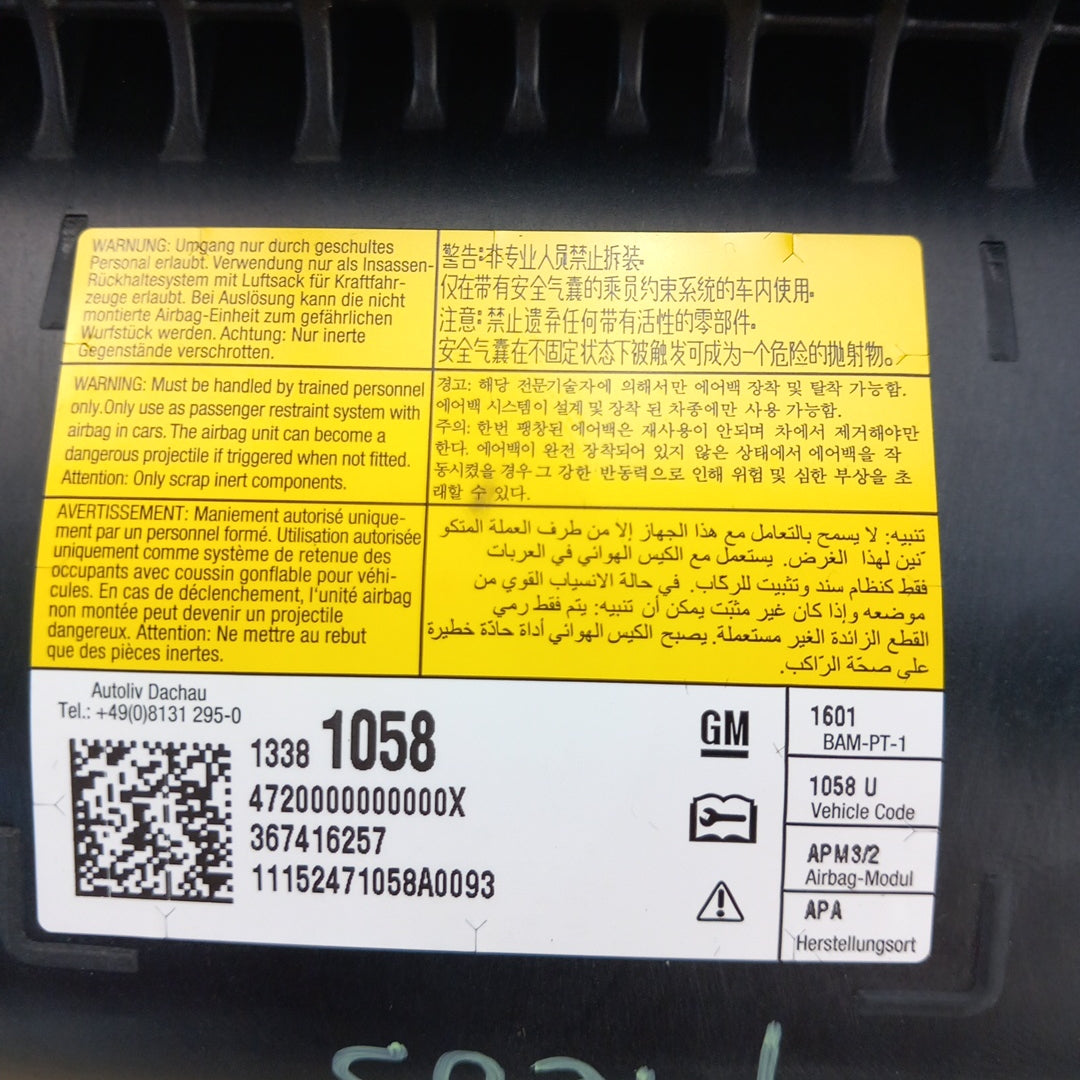 WARNUNG: Umgang nur durch geschultes
Personal erlaubt. Verwendung nur als Insassen-
Rückhaltesystem mit Luftsack für Kraftfahr-
zeuge erlaubt. Bei Auslösung kann die nicht
montierte Airbag-Einheit zum gefährlichen
Wurfstück werden. Achtung: Nur inerte
Gegenstände verschrotten.
警告:非专业人员禁止拆装.
仅在带有安全气囊的乘员约束系统的车内使用。
注意:禁止遗弃任何带有活性的零部件。
安全气囊在不固定状态下被触发可成为一个危险的抛射物。
WARNING: Must be handled by trained personnel
only.Only use as passenger restraint system with
airbag in cars. The airbag unit can become a
dangerous projectile if triggered when not fitted.
Attention: Only scrap inert components.
경고: 해당 전문기술자에 의해서만 에어백 장착 및 탈착 가능함.
에어백 시스템이 설계 및 장착 된 차종에만 사용 가능함.
주의: 한번 팽창된 에어백은 재사용이 안되며 차에서 제거해야만
한다. 에어백이 완전 장착되어 있지 않은 상태에서 에어백을 작
동시켰을 경우 그 강한 반동력으로 인해 위험 및 심한 부상을 초
래할 수 있다.
AVERTISSEMENT: Maniement autorisé unique-
ment par un personnel formé. Utilisation autorisée
uniquement comme système de retenue des
occupants avec coussin gonflable pour véhi-
cules. En cas de déclenchement, l'unité airbag
non montée peut devenir un projectile
dangereux. Attention: Ne mettre au rebut
que des pièces inertes.
تنبيه: لا يسمح بالتعامل مع هذا الجهاز إلا من طرف العملة المتكو
تنين لهذا الغرض. يستعمل مع الكيس الهوائي في العربات
فقط كنظام سند وتثبيت للركّاب. في حالة الانسياب القوي من
موضعه وإذا كان غير مثبّت يمكن أن تنبيه: يتم فقط رمي
القطع الزائدة الغير مستعملة. يصبح الكيس الهوائي أداة حادّة خطيرة
على صحّة الرّاكب.
Autoliv Dachau
Tel.: +49(0)8131 295-0
1338 1058
4720000000000X
367416257
11152471058A0093
GM
1601
BAM-PT-1
1058 U
Vehicle Code
APM3/2
Airbag-Modul
APA
Herstellungsort